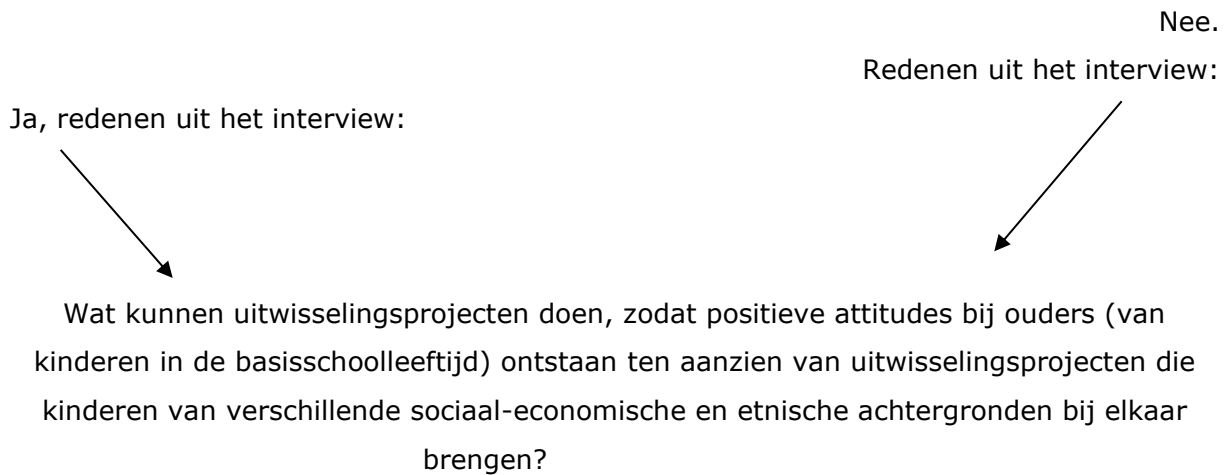 Nee.
Redenen uit het interview:
Ja, redenen uit het interview:
Wat kunnen uitwisselingsprojecten doen, zodat positieve attitudes bij ouders (van
kinderen in de basisschoolleeftijd) ontstaan ten aanzien van uitwisselingsprojecten die
kinderen van verschillende sociaal-economische en etnische achtergronden bij elkaar
brengen?